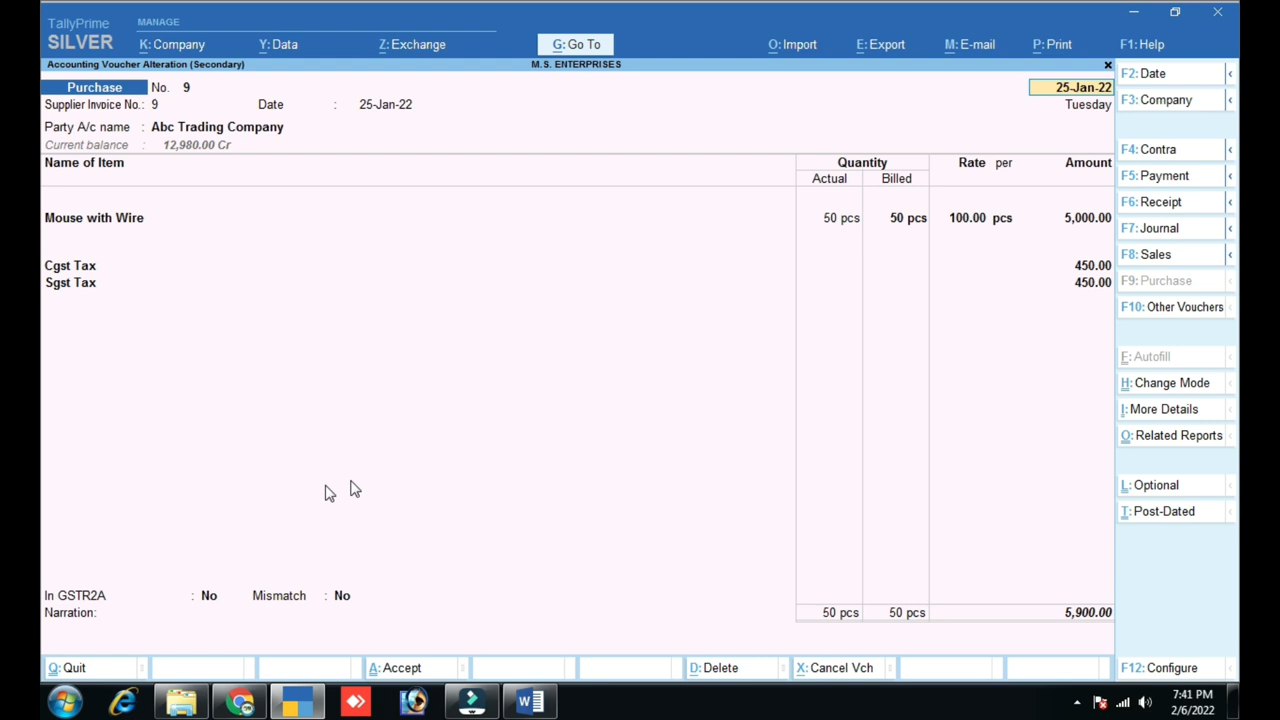 TallyPrime MANAGE
SILVER K: Company Y: Data Z: Exchange G: Go To O: Import E: Export M: E-mail P: Print F1: Help
Accounting Voucher Alteration (Secondary) M.S. ENTERPRISES
Purchase No. 9 25-Jan-22
Supplier Invoice No.: 9 Date : 25-Jan-22 Tuesday
Party A/c name : Abc Trading Company
Current balance : 12,980.00 Cr
Name of Item Quantity Rate per Amount
Actual Billed
Mouse with Wire 50 pcs 50 pcs 100.00 pcs 5,000.00
Cgst Tax 450.00
Sgst Tax 450.00
In GSTR2A : No Mismatch : No
Narration: 50 pcs 50 pcs 5,900.00
F2: Date
F3: Company
F4: Contra
F5: Payment
F6: Receipt
F7: Journal
F8: Sales
F9: Purchase
F10: Other Vouchers
F: Autofill
H: Change Mode
I: More Details
O: Related Reports
L: Optional
T: Post-Dated
Q: Quit A: Accept D: Delete X: Cancel Vch F12: Configure
7:41 PM
2/6/2022